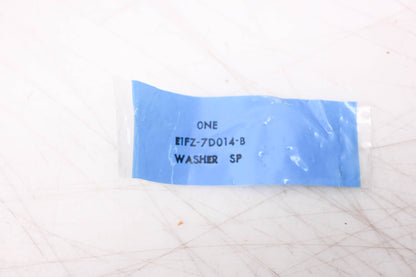 ONE
E1FZ-7D014-B
WASHER SP